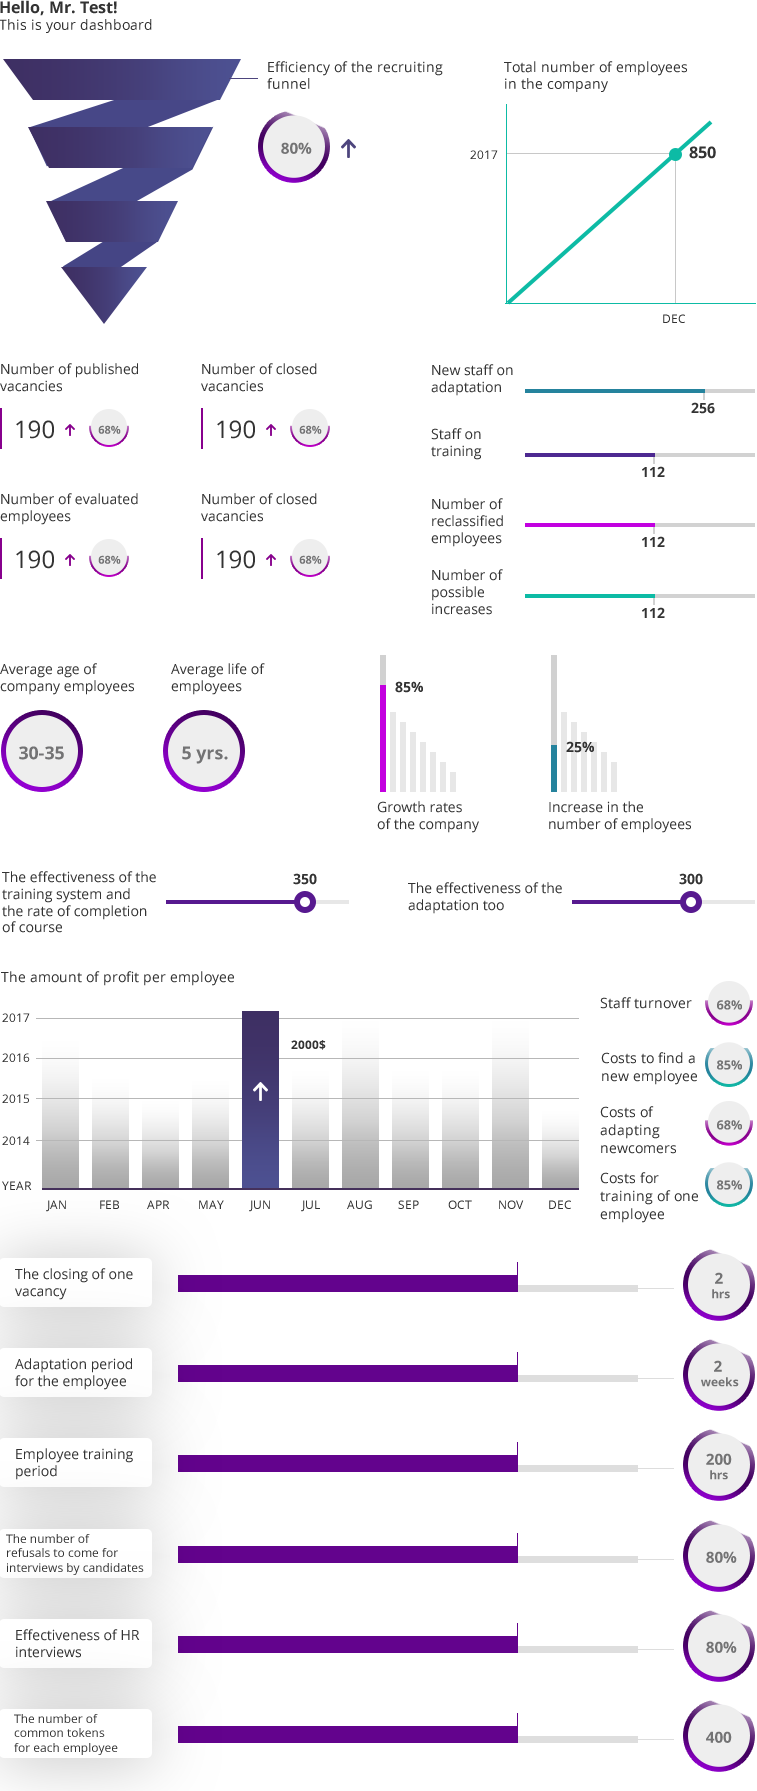 Hello, Mr. Test!
This is your dashboard
Efficiency of the recruiting
funnel
80%
Total number of employees
in the company
2017
850
DEC
Number of published
vacancies
190
68%
Number of closed
vacancies
190
68%
Number of evaluated
employees
190
68%
Number of closed
vacancies
190
68%
New staff on
adaptation
256
Staff on
training
112
Number of
reclassified
employees
112
Number of
possible
increases
112
Average age of
company employees
30-35
Average life of
employees
5 yrs.
85%
Growth rates
of the company
25%
Increase in the
number of employees
The effectiveness of the
training system and
the rate of completion
of course
350
The effectiveness of the
adaptation too
300
The amount of profit per employee
2017
2016
2015
2014
YEAR
2000$
JAN FEB APR MAY JUN JUL AUG SEP OCT NOV DEC
Staff turnover
68%
Costs to find a
new employee
85%
Costs of
adapting
newcomers
68%
Costs for
training of one
employee
85%
The closing of one
vacancy
2
hrs
Adaptation period
for the employee
2
weeks
Employee training
period
200
hrs
The number of
refusals to come for
interviews by candidates
80%
Effectiveness of HR
interviews
80%
The number of
common tokens
for each employee
400